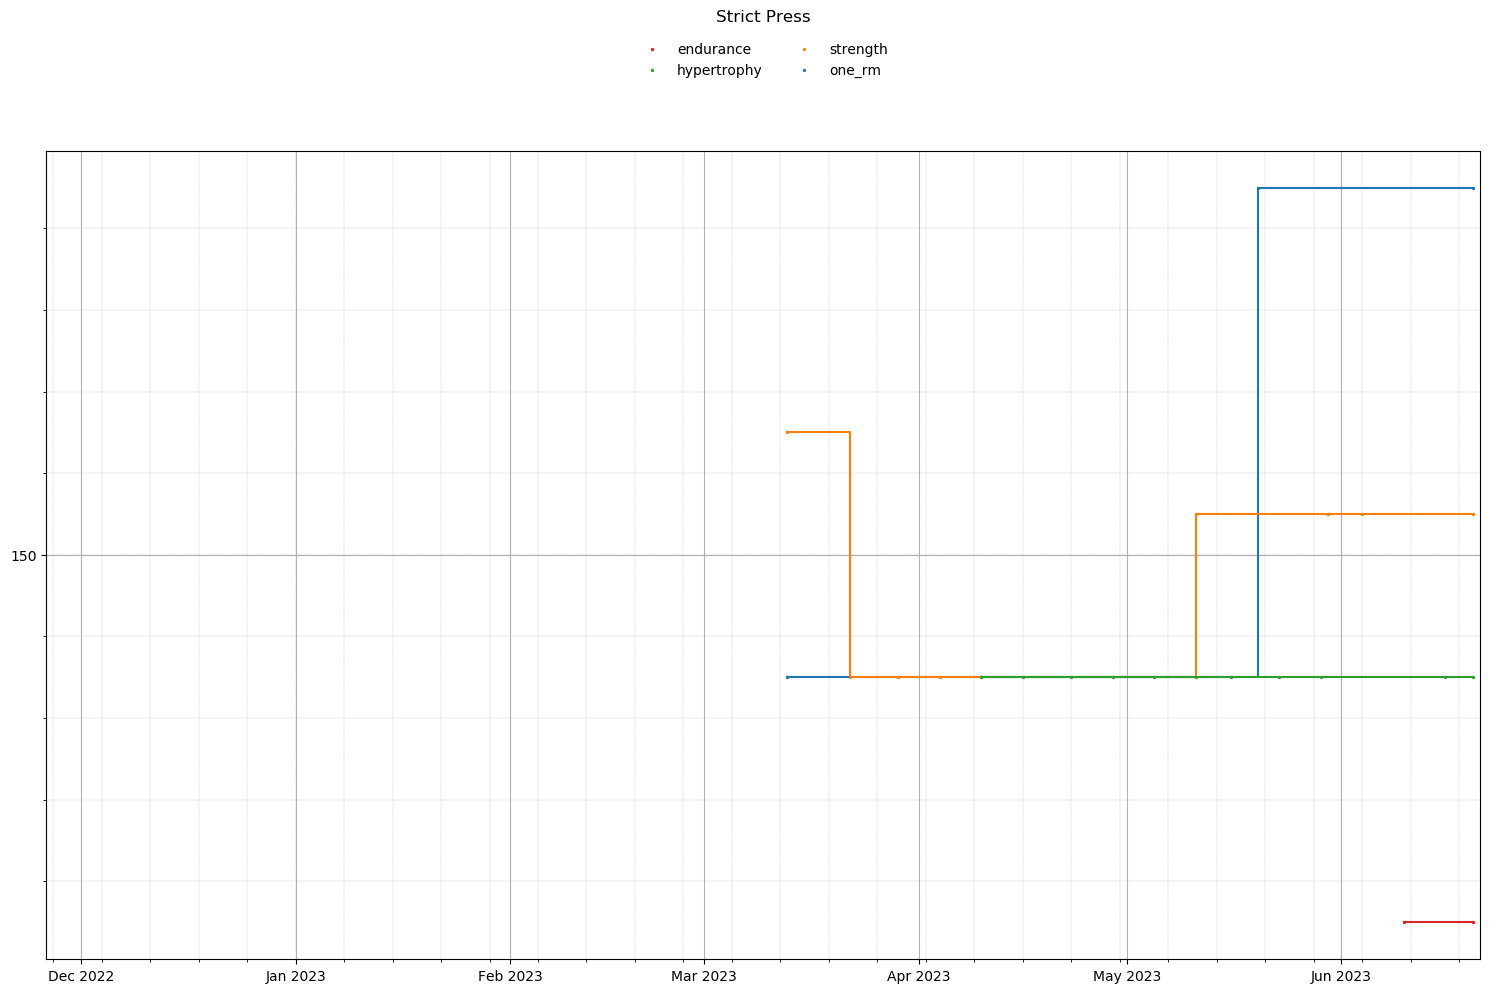 Strict Press
endurance
hypertrophy
strength
one_rm
150
Dec 2022
Jan 2023
Feb 2023
Mar 2023
Apr 2023
May 2023
Jun 2023